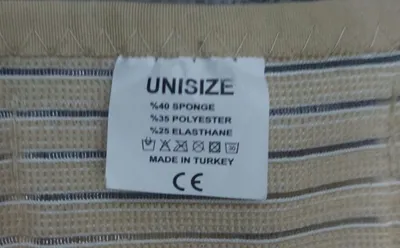 UNISIZE
%40 SPONGE
%35 POLYESTER
%25 ELASTHANE
MADE IN TURKEY
CE